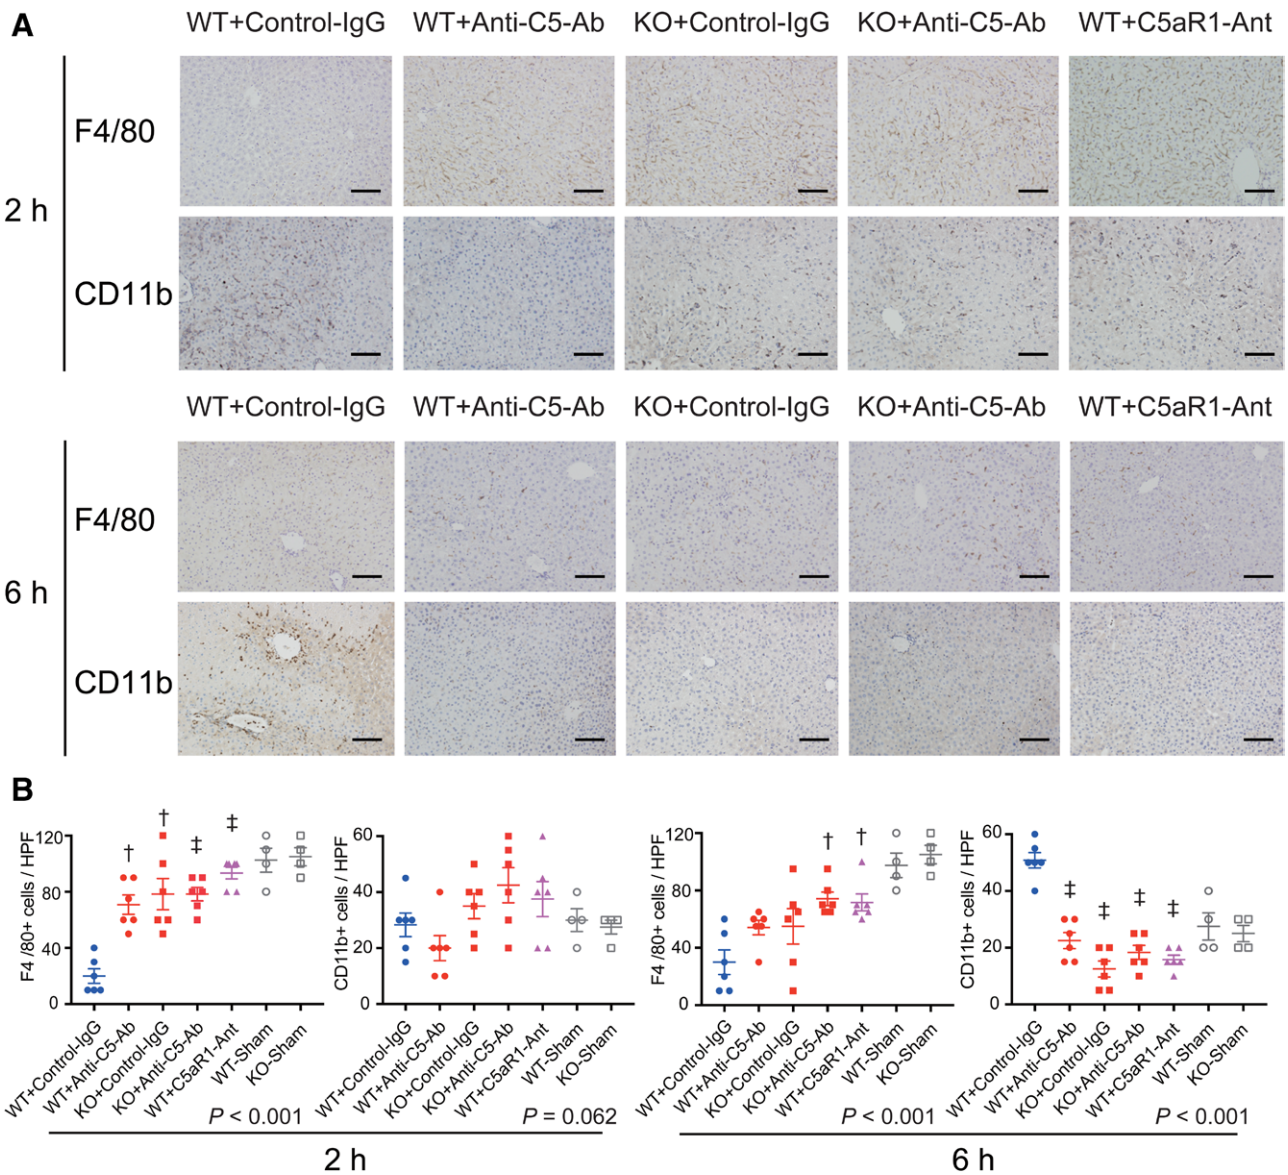 A
WT+Control-IgG WT+Anti-C5-Ab KO+Control-IgG KO+Anti-C5-Ab WT+C5aR1-Ant
2 h
F4/80
CD11b
WT+Control-IgG WT+Anti-C5-Ab KO+Control-IgG KO+Anti-C5-Ab WT+C5aR1-Ant
6 h
F4/80
CD11b
B
F4 /80+ cells / HPF
120
80
40
0
† † ‡ ‡
WT+Control-IgG
WT+Anti-C5-Ab
KO+Control-IgG
KO+Anti-C5-Ab
WT+C5aR1-Ant
WT-Sham
KO-Sham
P < 0.001
CD11b+ cells / HPF
60
40
20
0
WT+Control-IgG
WT+Anti-C5-Ab
KO+Control-IgG
KO+Anti-C5-Ab
WT+C5aR1-Ant
WT-Sham
KO-Sham
P = 0.062
2 h
F4 /80+ cells / HPF
120
80
40
0
† †
WT+Control-IgG
WT+Anti-C5-Ab
KO+Control-IgG
KO+Anti-C5-Ab
WT+C5aR1-Ant
WT-Sham
KO-Sham
P < 0.001
CD11b+ cells / HPF
60
40
20
0
‡ ‡ ‡ ‡
WT+Control-IgG
WT+Anti-C5-Ab
KO+Control-IgG
KO+Anti-C5-Ab
WT+C5aR1-Ant
WT-Sham
KO-Sham
P < 0.001
6 h